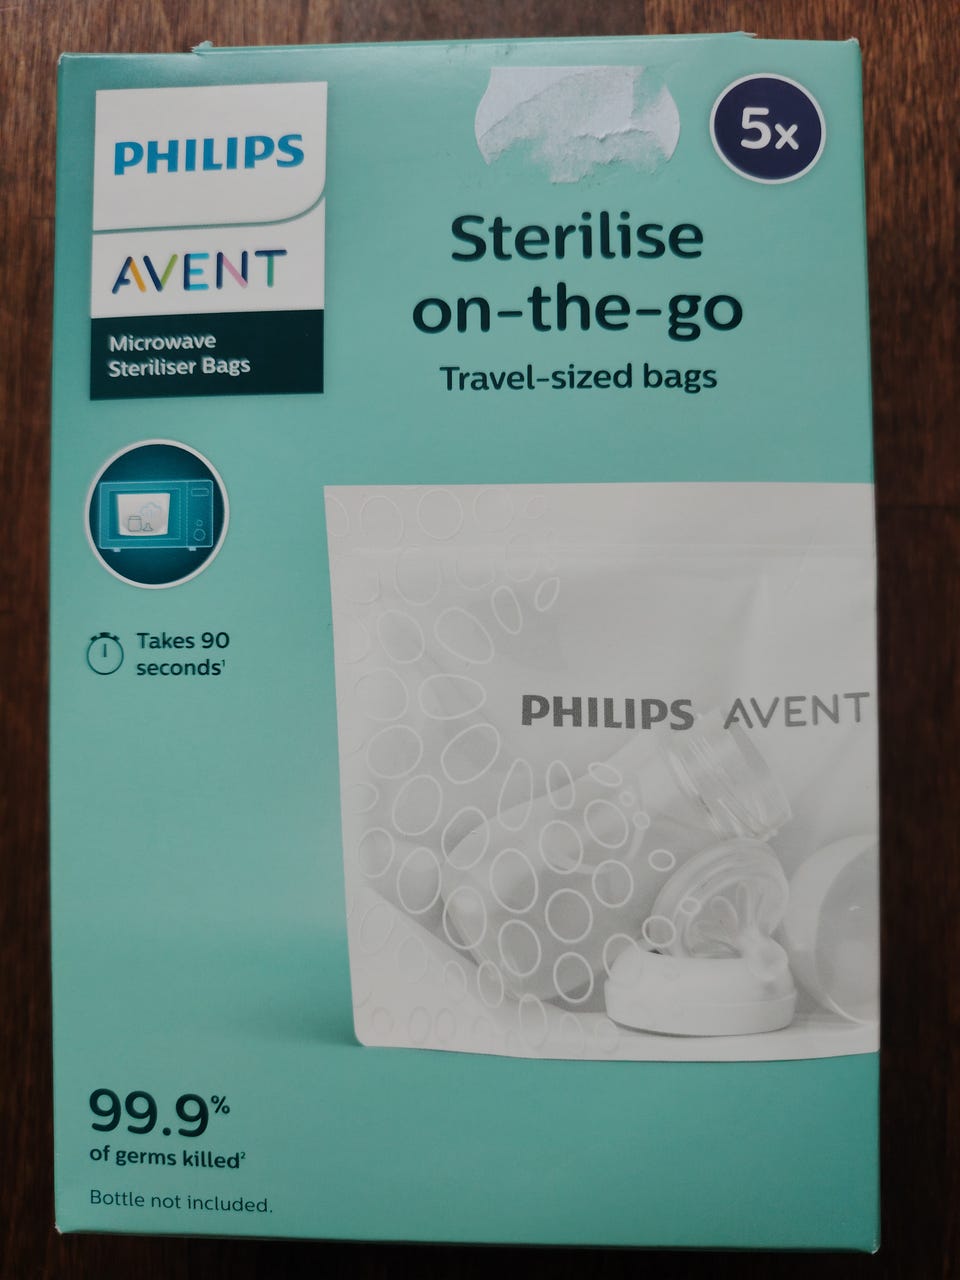 PHILIPS
AVENT
Microwave
Steriliser Bags
5x
Sterilise
on-the-go
Travel-sized bags
Takes 90
seconds¹
PHILIPS AVENT
99.9%
of germs killed²
Bottle not included.